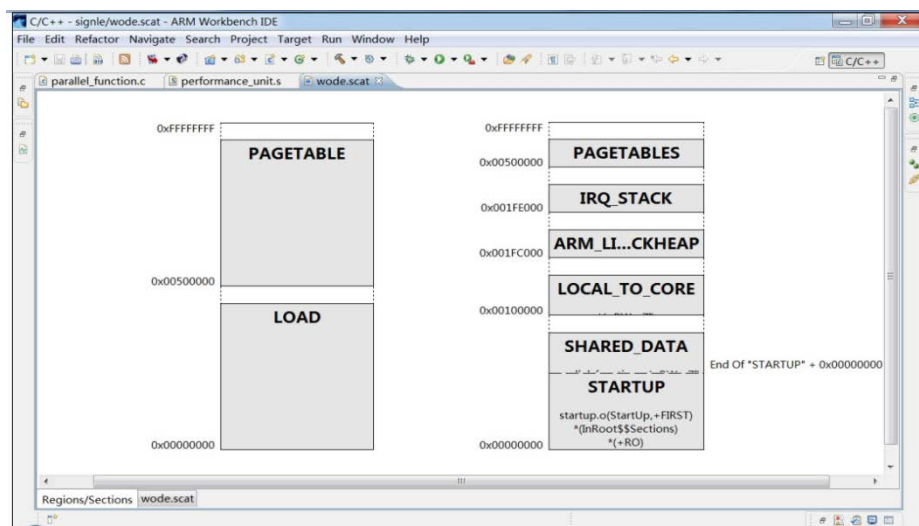 C/C++ - signle/wode.scat - ARM Workbench IDE
File Edit Refactor Navigate Search Project Target Run Window Help
C/C++
parallel_function.c performance_unit.s wode.scat
0xFFFFFFFF
PAGETABLE
0x00500000
LOAD
0x00000000
0xFFFFFFFF
PAGETABLES
0x00500000
IRQ_STACK
0x001FE000
ARM_LI...CKHEAP
0x001FC000
LOCAL_TO_CORE
0x00100000
SHARED_DATA
End Of "STARTUP" + 0x00000000
STARTUP
startup.o(StartUp,+FIRST)
*(InRoot$$Sections)
*(+RO)
0x00000000
Regions/Sections wode.scat